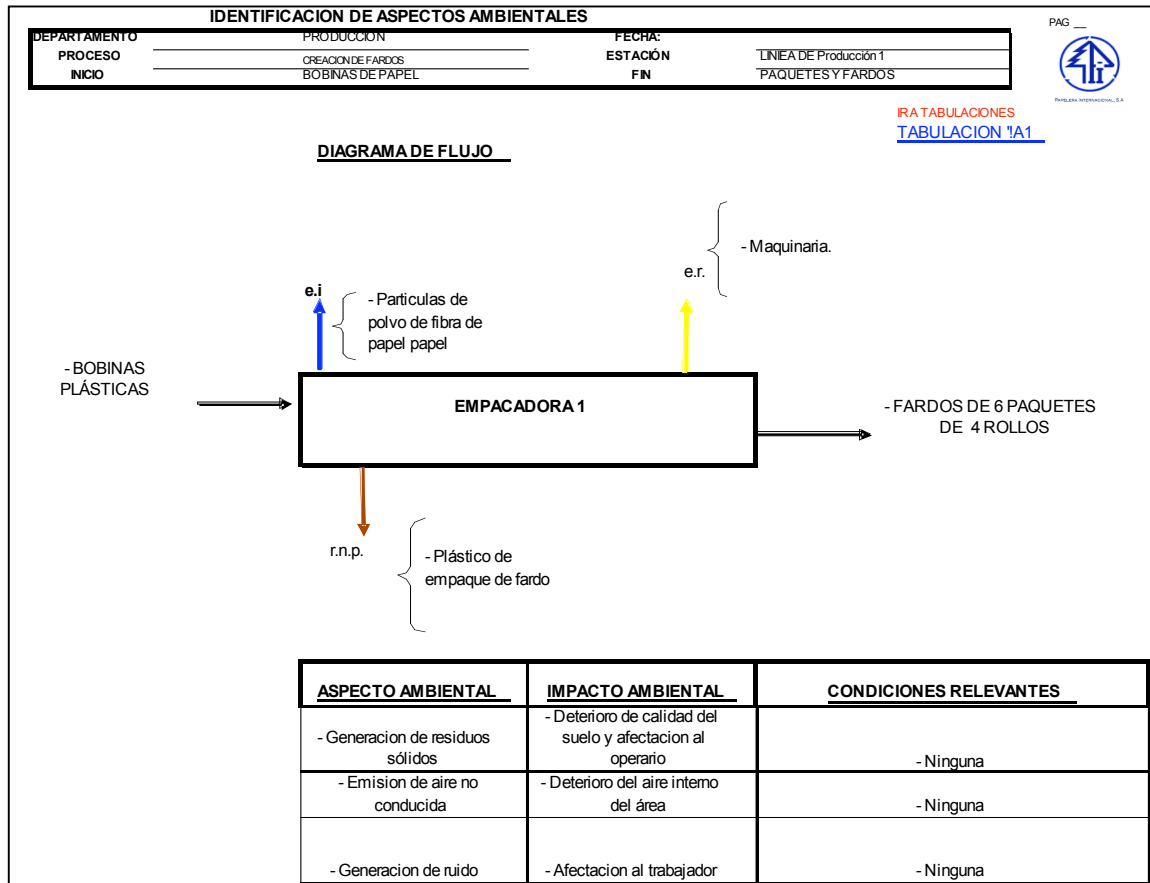 IDENTIFICACION DE ASPECTOS AMBIENTALES
PAG __
DEPARTAMENTO PRODUCCIÓN FECHA:
PROCESO CREACION DE FARDOS ESTACIÓN LINIEA DE Producción 1
INICIO BOBINAS DE PAPEL FIN PAQUETES Y FARDOS
PAPELERA INTERNACIONAL, S.A
IR A TABULACIONES
TABULACION '!A1
DIAGRAMA DE FLUJO
- Maquinaria.
e.r.
e.i
- Particulas de
polvo de fibra de
papel papel
- BOBINAS
PLÁSTICAS
EMPACADORA 1
- FARDOS DE 6 PAQUETES
DE 4 ROLLOS
r.n.p.
- Plástico de
empaque de fardo
ASPECTO AMBIENTAL IMPACTO AMBIENTAL CONDICIONES RELEVANTES
- Generacion de residuos
sólidos
- Deterioro de calidad del
suelo y afectacion al
operario
- Ninguna
- Emision de aire no
conducida
- Deterioro del aire interno
del área
- Ninguna
- Generacion de ruido
- Afectacion al trabajador
- Ninguna